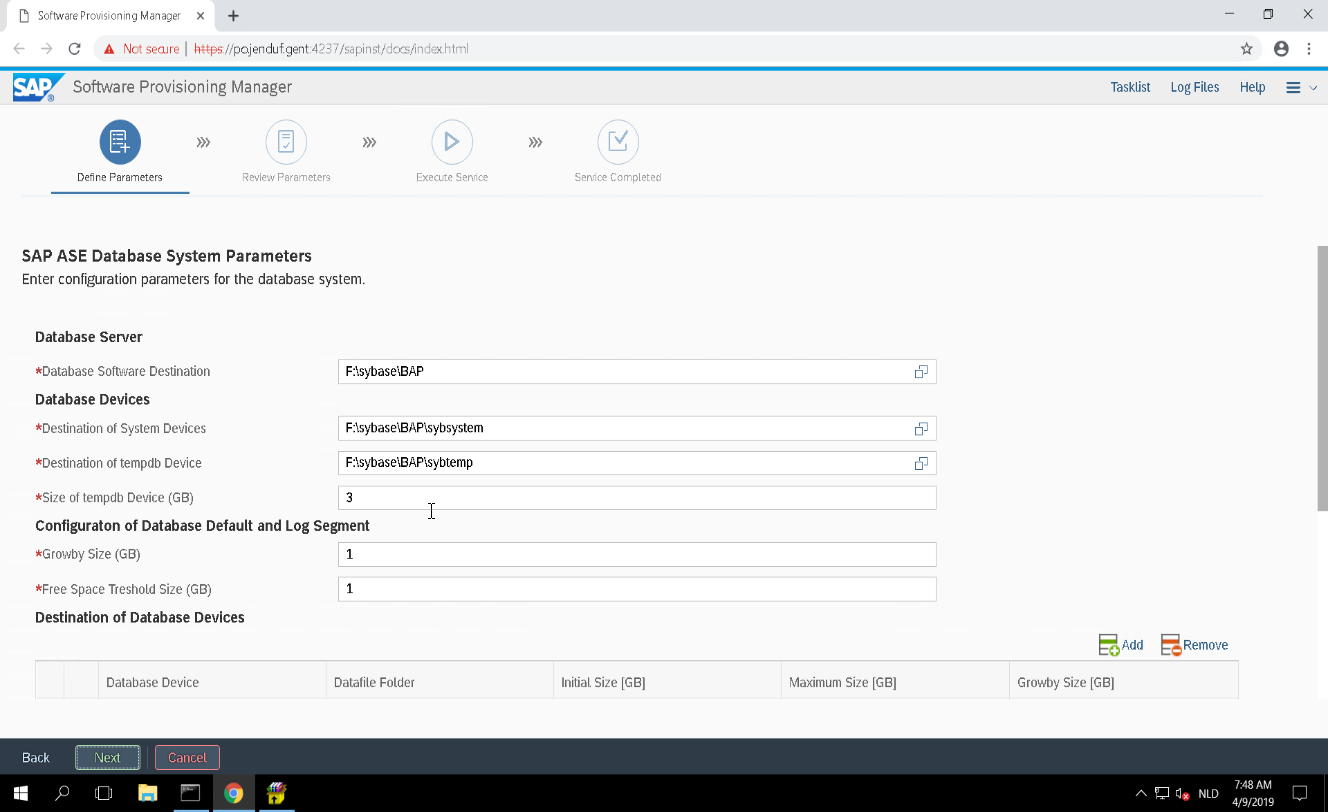 Software Provisioning Manager
Not secure | https://pojenduf.gent:4237/sapinst/docs/index.html
SAP Software Provisioning Manager Tasklist Log Files Help
Define Parameters Review Parameters Execute Service Service Completed
SAP ASE Database System Parameters
Enter configuration parameters for the database system.
Database Server
*Database Software Destination F:\sybase\BAP
Database Devices
*Destination of System Devices F:\sybase\BAP\sybsystem
*Destination of tempdb Device F:\sybase\BAP\sybtemp
*Size of tempdb Device (GB) 3
Configuraton of Database Default and Log Segment
*Growby Size (GB) 1
*Free Space Treshold Size (GB) 1
Destination of Database Devices
Add Remove
Database Device Datafile Folder Initial Size [GB] Maximum Size [GB] Growby Size [GB]
Back Next Cancel
NLD 7:48 AM
4/9/2019